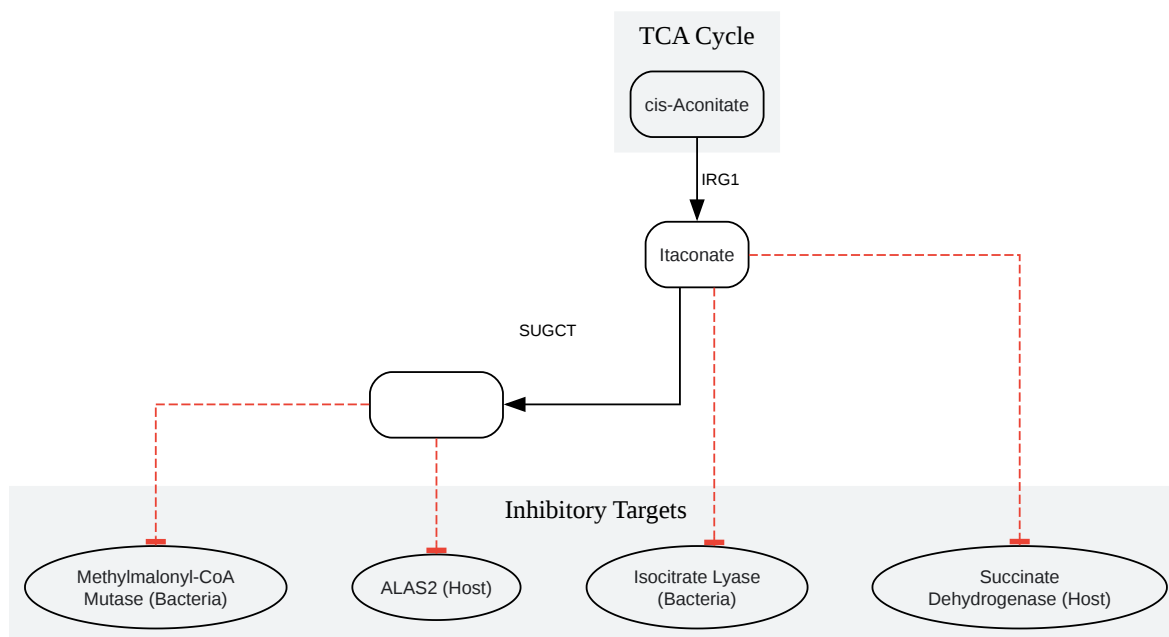 TCA Cycle
cis-Aconitate
IRG1
Itaconate
SUGCT
Inhibitory Targets
Methylmalonyl-CoA
Mutase (Bacteria)
ALAS2 (Host)
Isocitrate Lyase
(Bacteria)
Succinate
Dehydrogenase (Host)